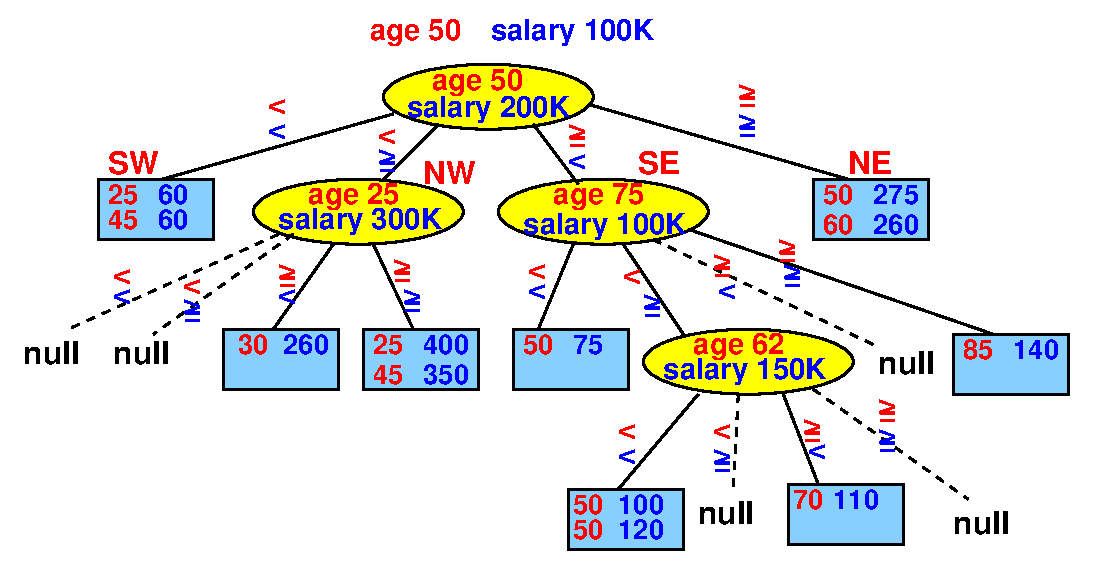 age 50 salary 100K
age 50
salary 200K
< ≥
< < ≥ ≥
≥ <
SW NW SE NE
25 60
45 60
age 25
salary 300K
age 75
salary 100K
50 275
60 260
< < ≥ ≥ < < ≥ ≥
< ≥ < ≥ < ≥ < ≥
null null
30 260
25 400
45 350
50 75
age 62
salary 150K
null
85 140
< < ≥ ≥
< ≥ < ≥
50 100
50 120
null
70 110
null